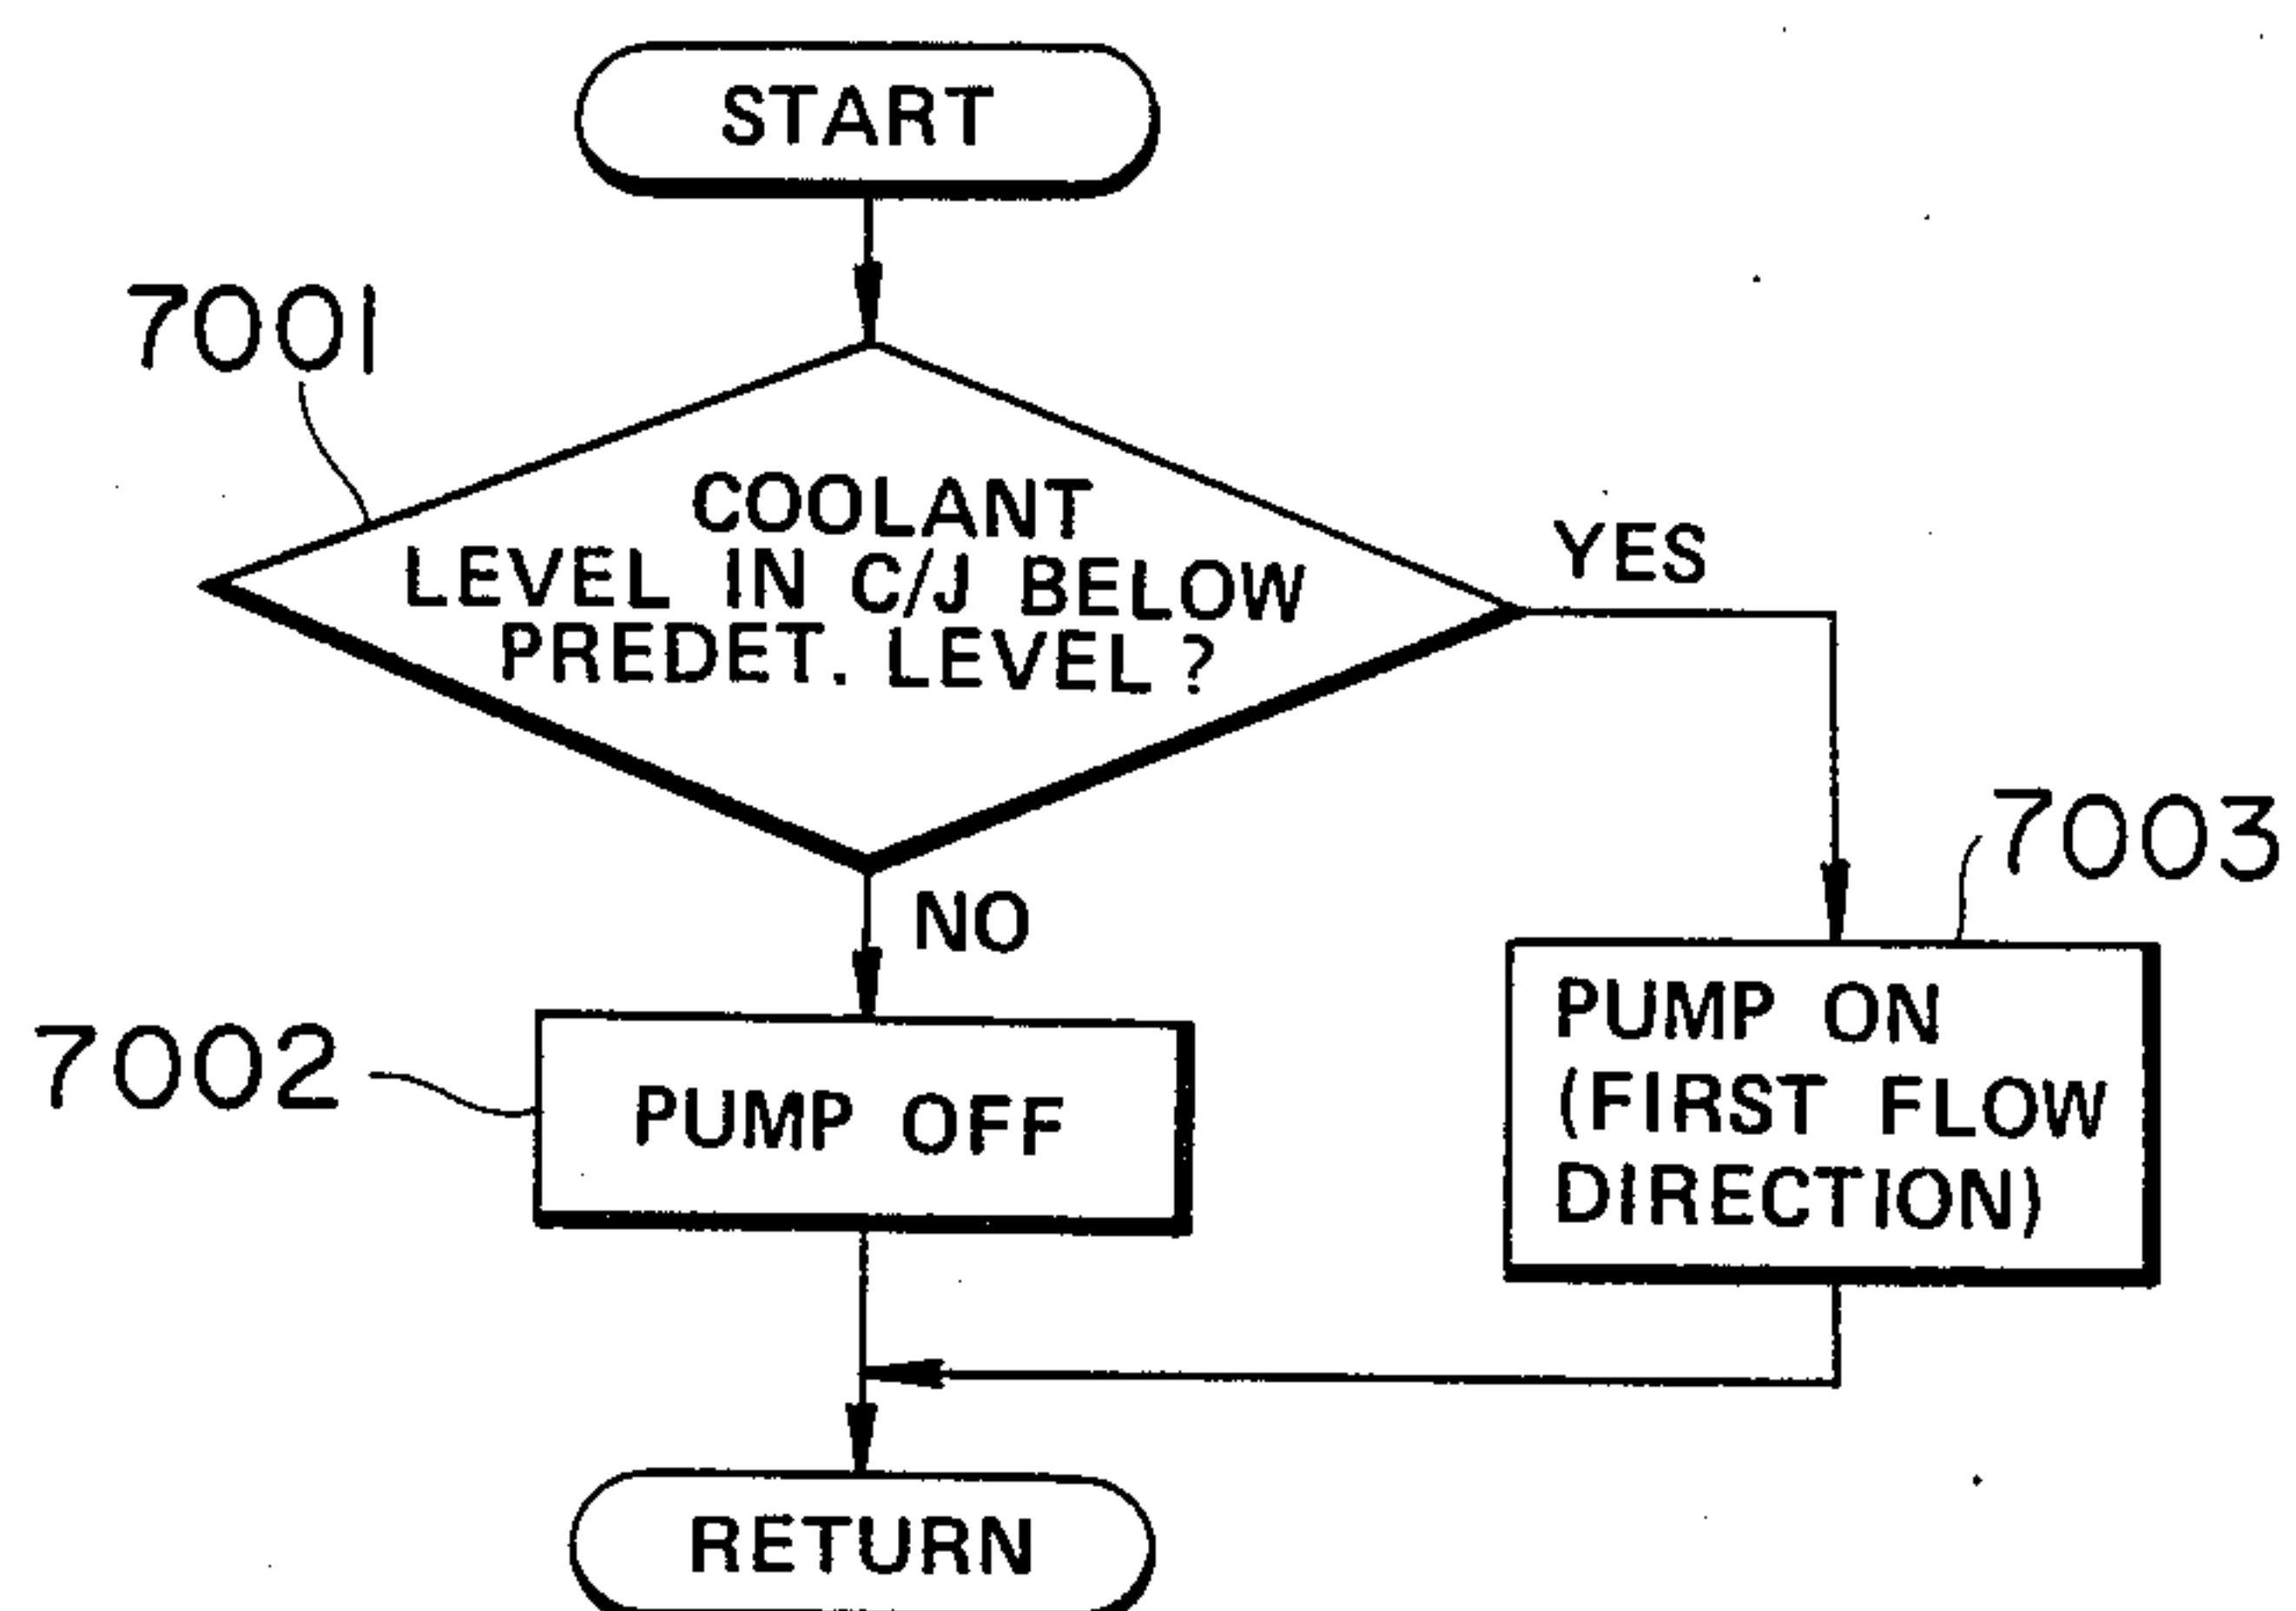 START
7001
COOLANT
LEVEL IN C/J BELOW
PREDET. LEVEL ?
YES
NO
7003
PUMP ON
(FIRST FLOW
DIRECTION)
7002
PUMP OFF
RETURN